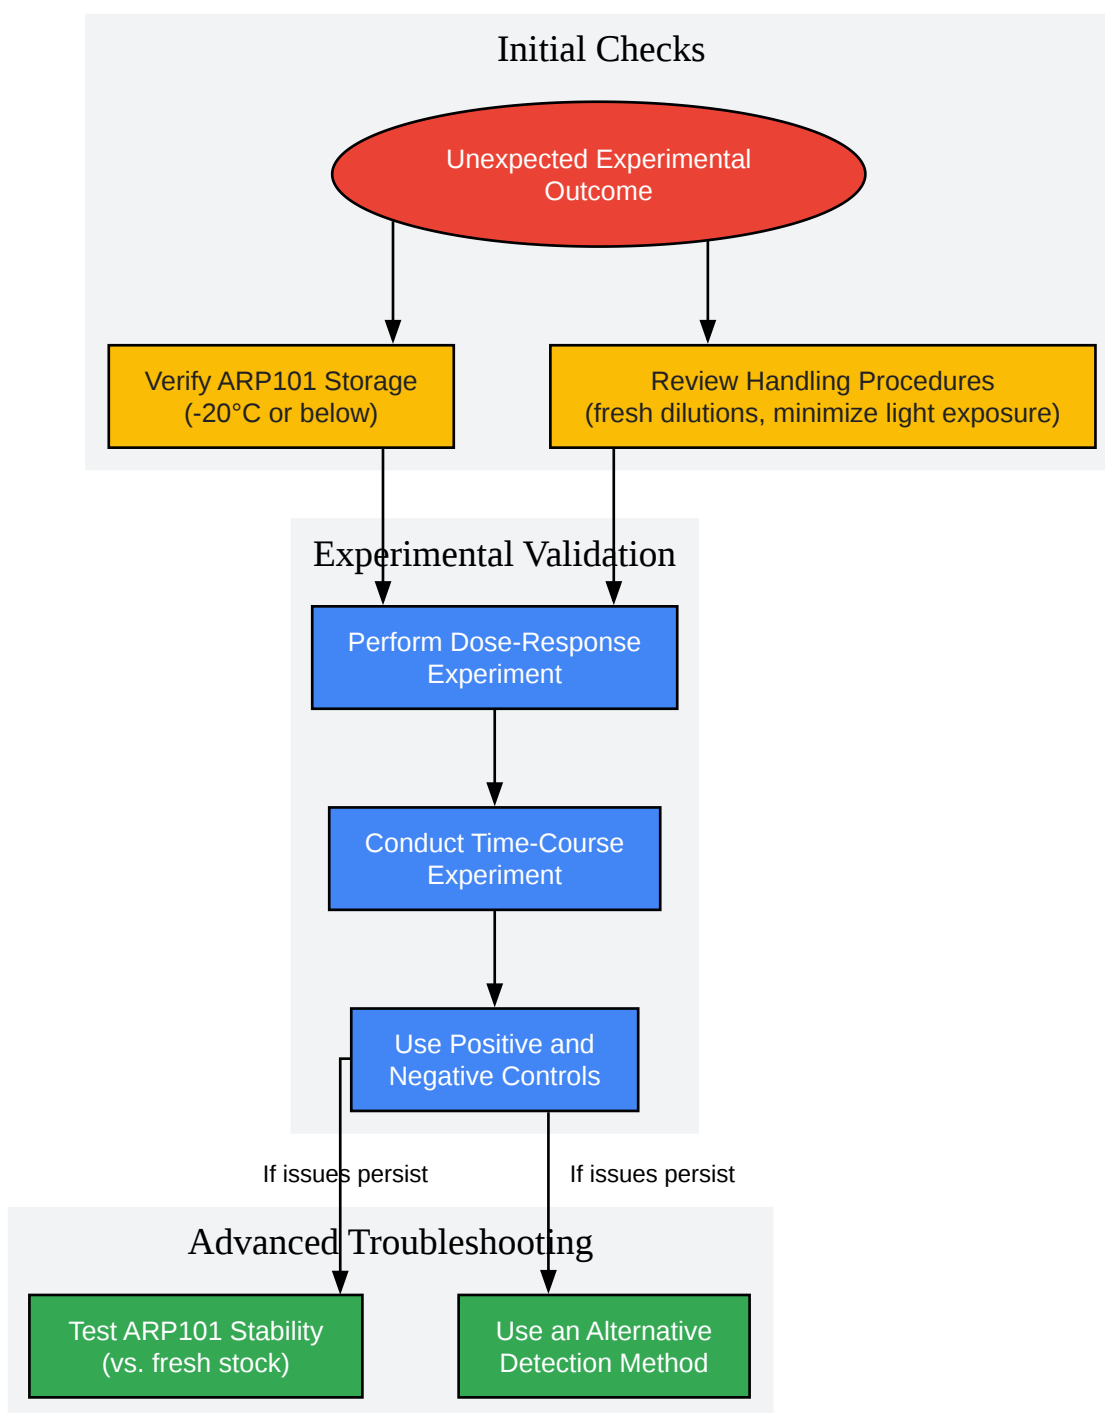 Initial Checks
Unexpected Experimental
Outcome
Verify ARP101 Storage
(-20°C or below)
Review Handling Procedures
(fresh dilutions, minimize light exposure)
Experimental Validation
Perform Dose-Response
Experiment
Conduct Time-Course
Experiment
Use Positive and
Negative Controls
If issues persist
If issues persist
Advanced Troubleshooting
Test ARP101 Stability
(vs. fresh stock)
Use an Alternative
Detection Method